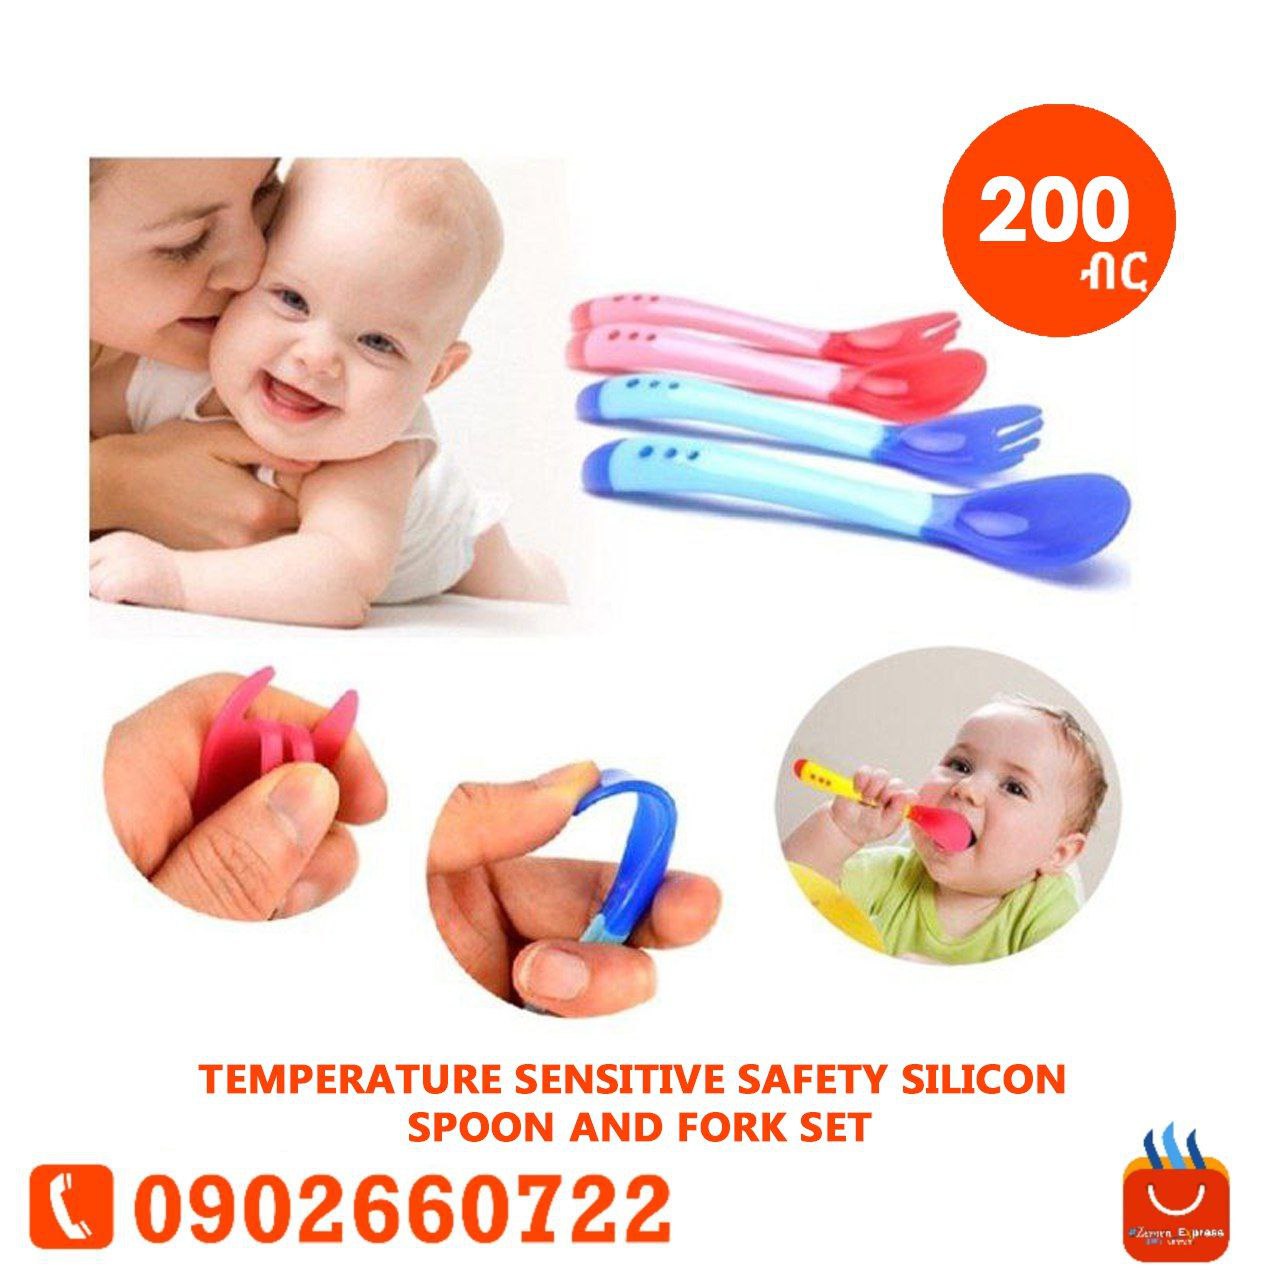 200
ብር
TEMPERATURE SENSITIVE SAFETY SILICON
SPOON AND FORK SET
0902660722
Express